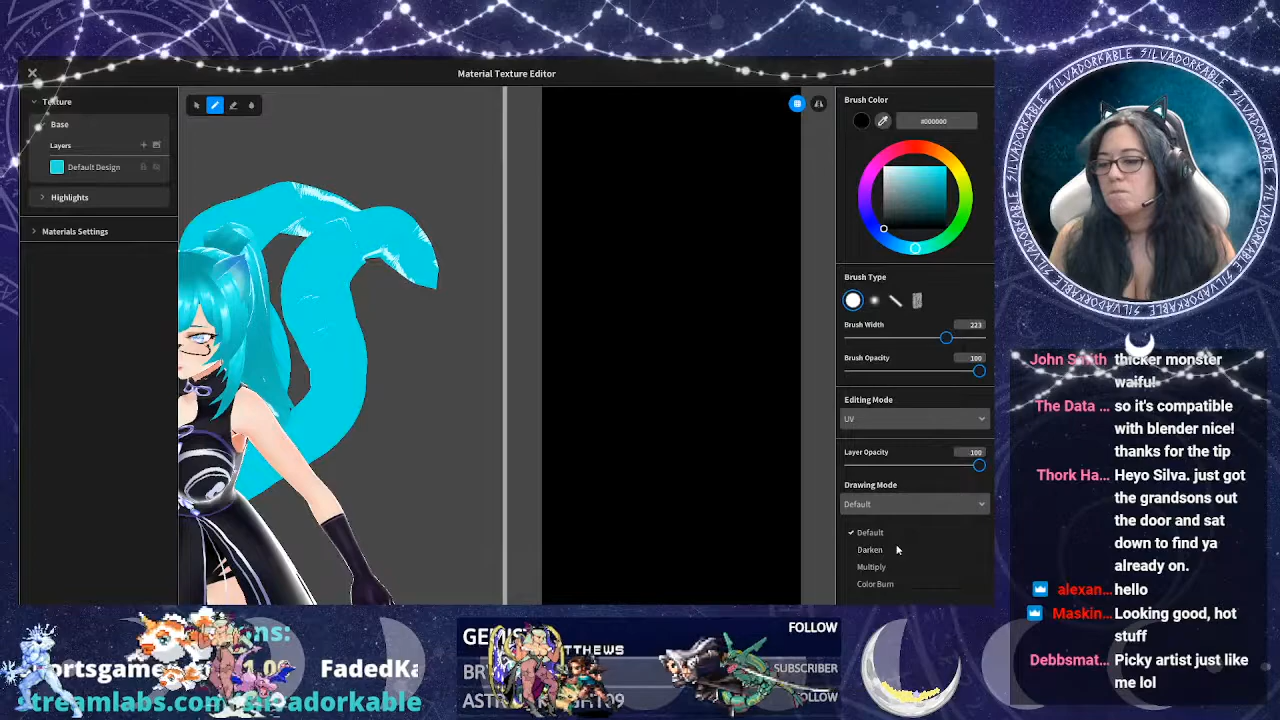 Material Texture Editor
Texture
Base
Layers
Default Design
Highlights
Materials Settings
Brush Color
#000000
Brush Type
Brush Width
223
Brush Opacity
100
Editing Mode
UV
Layer Opacity
100
Drawing Mode
Default
Default
Darken
Multiply
Color Burn
SILVADORKABLE
John Smith thicker monster
waifu!
The Data ... so it's compatible
with blender nice!
thanks for the tip
Thork Ha... Heyo Silva. just got
the grandsons out
the door and sat
down to find ya
already on.
alexan... hello
Maskin... Looking good, hot
stuff
Debbsmat... Picky artist just like
me lol
FadedKa
FOLLOW
SUBSCRIBER
FOLLOW